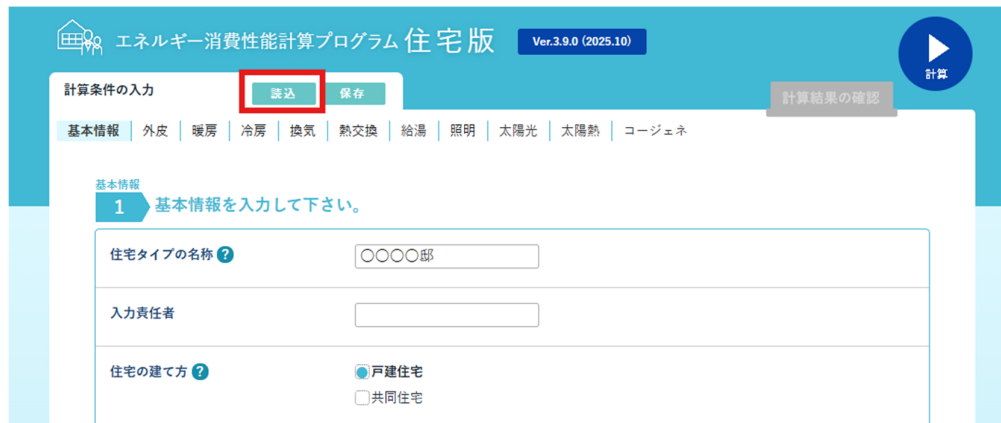 エネルギー消費性能計算プログラム 住宅版 Ver.3.9.0 (2025.10)
計算
計算条件の入力 読込 保存
計算結果の確認
基本情報 外皮 暖房 冷房 換気 熱交換 給湯 照明 太陽光 太陽熱 コージェネ
基本情報
1 基本情報を入力して下さい。
住宅タイプの名称 ? 〇〇〇〇邸
入力責任者
住宅の建て方 ? 戸建住宅
共同住宅